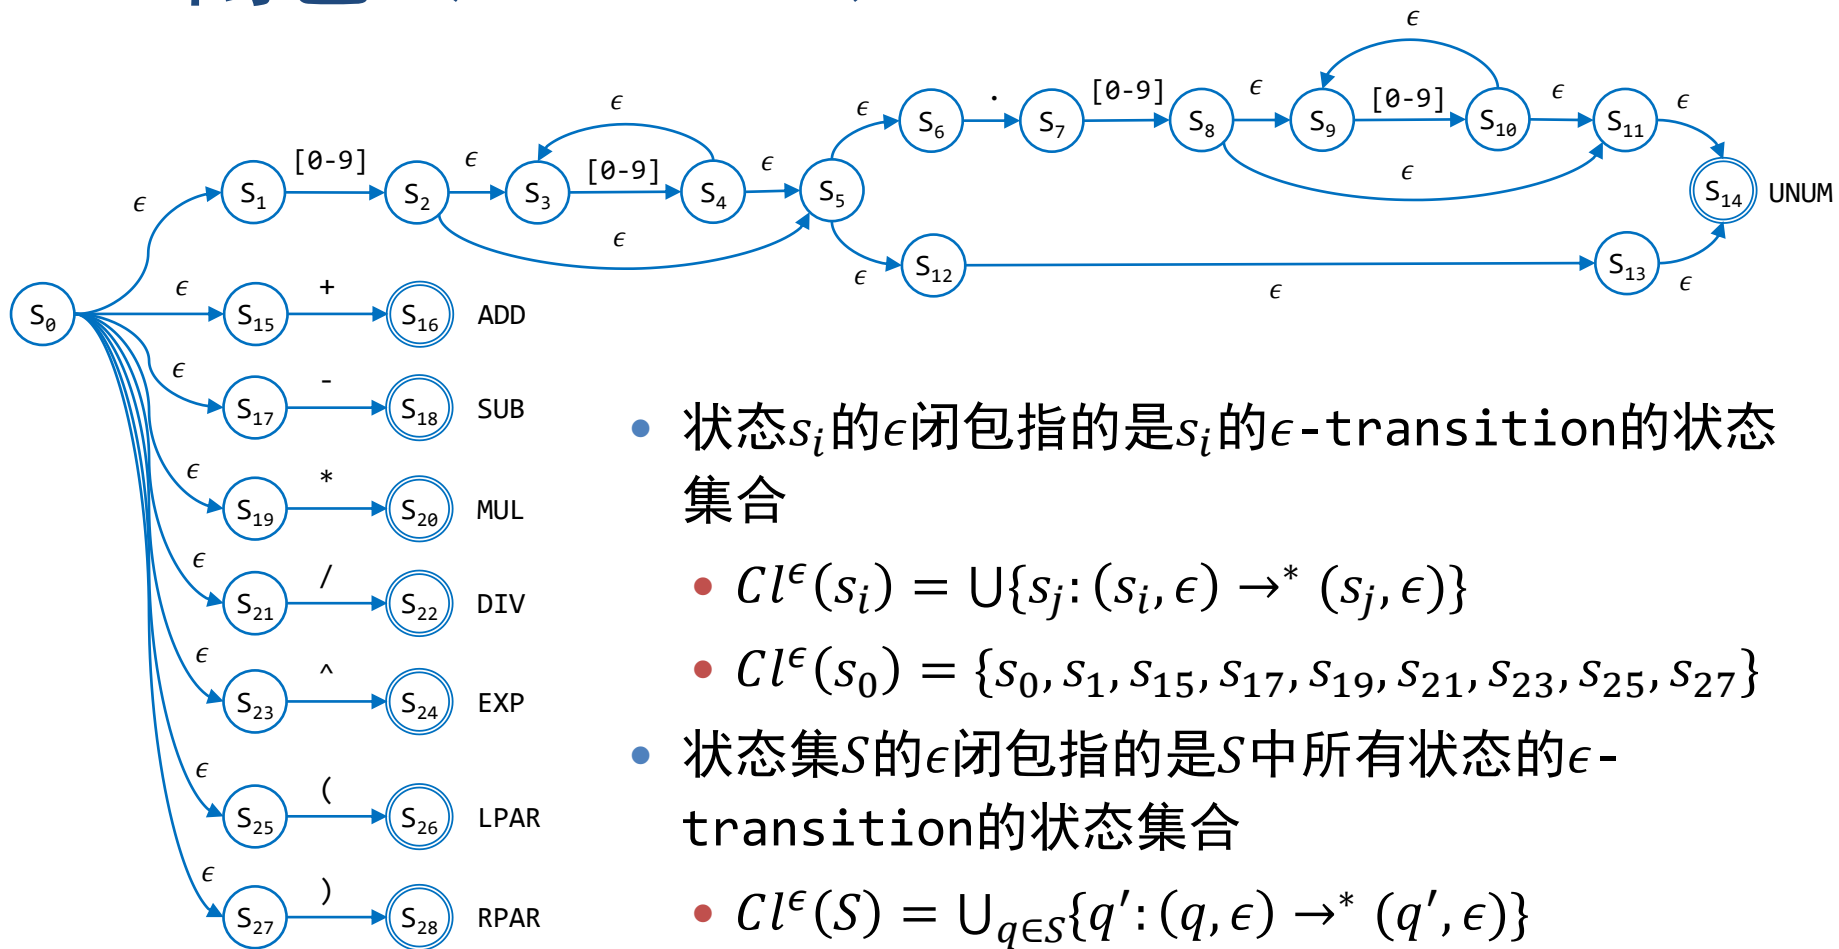 ϵ
ϵ . [0-9] ϵ [0-9] ϵ ϵ
S₆ S₇ S₈ S₉ S₁₀ S₁₁
ϵ
[0-9] ϵ [0-9] ϵ ϵ
S₁ S₂ S₃ S₄ S₅ S₁₄ UNUM
ϵ ϵ
S₁₂ S₁₃
ϵ ϵ ϵ
S₀ ϵ S₁₅ + S₁₆ ADD
ϵ S₁₇ - S₁₈ SUB
ϵ S₁₉ * S₂₀ MUL
ϵ S₂₁ / S₂₂ DIV
ϵ S₂₃ ^ S₂₄ EXP
ϵ S₂₅ ( S₂₆ LPAR
ϵ S₂₇ ) S₂₈ RPAR
• 状态sᵢ的ϵ闭包指的是sᵢ的ϵ-transition的状态
集合
• Cl^ϵ(sᵢ) = ∪{sⱼ: (sᵢ, ϵ) →* (sⱼ, ϵ)}
• Cl^ϵ(s₀) = {s₀, s₁, s₁₅, s₁₇, s₁₉, s₂₁, s₂₃, s₂₅, s₂₇}
• 状态集S的ϵ闭包指的是S中所有状态的ϵ-
transition的状态集合
• Cl^ϵ(S) = ∪_{q∈S}{q′: (q, ϵ) →* (q′, ϵ)}